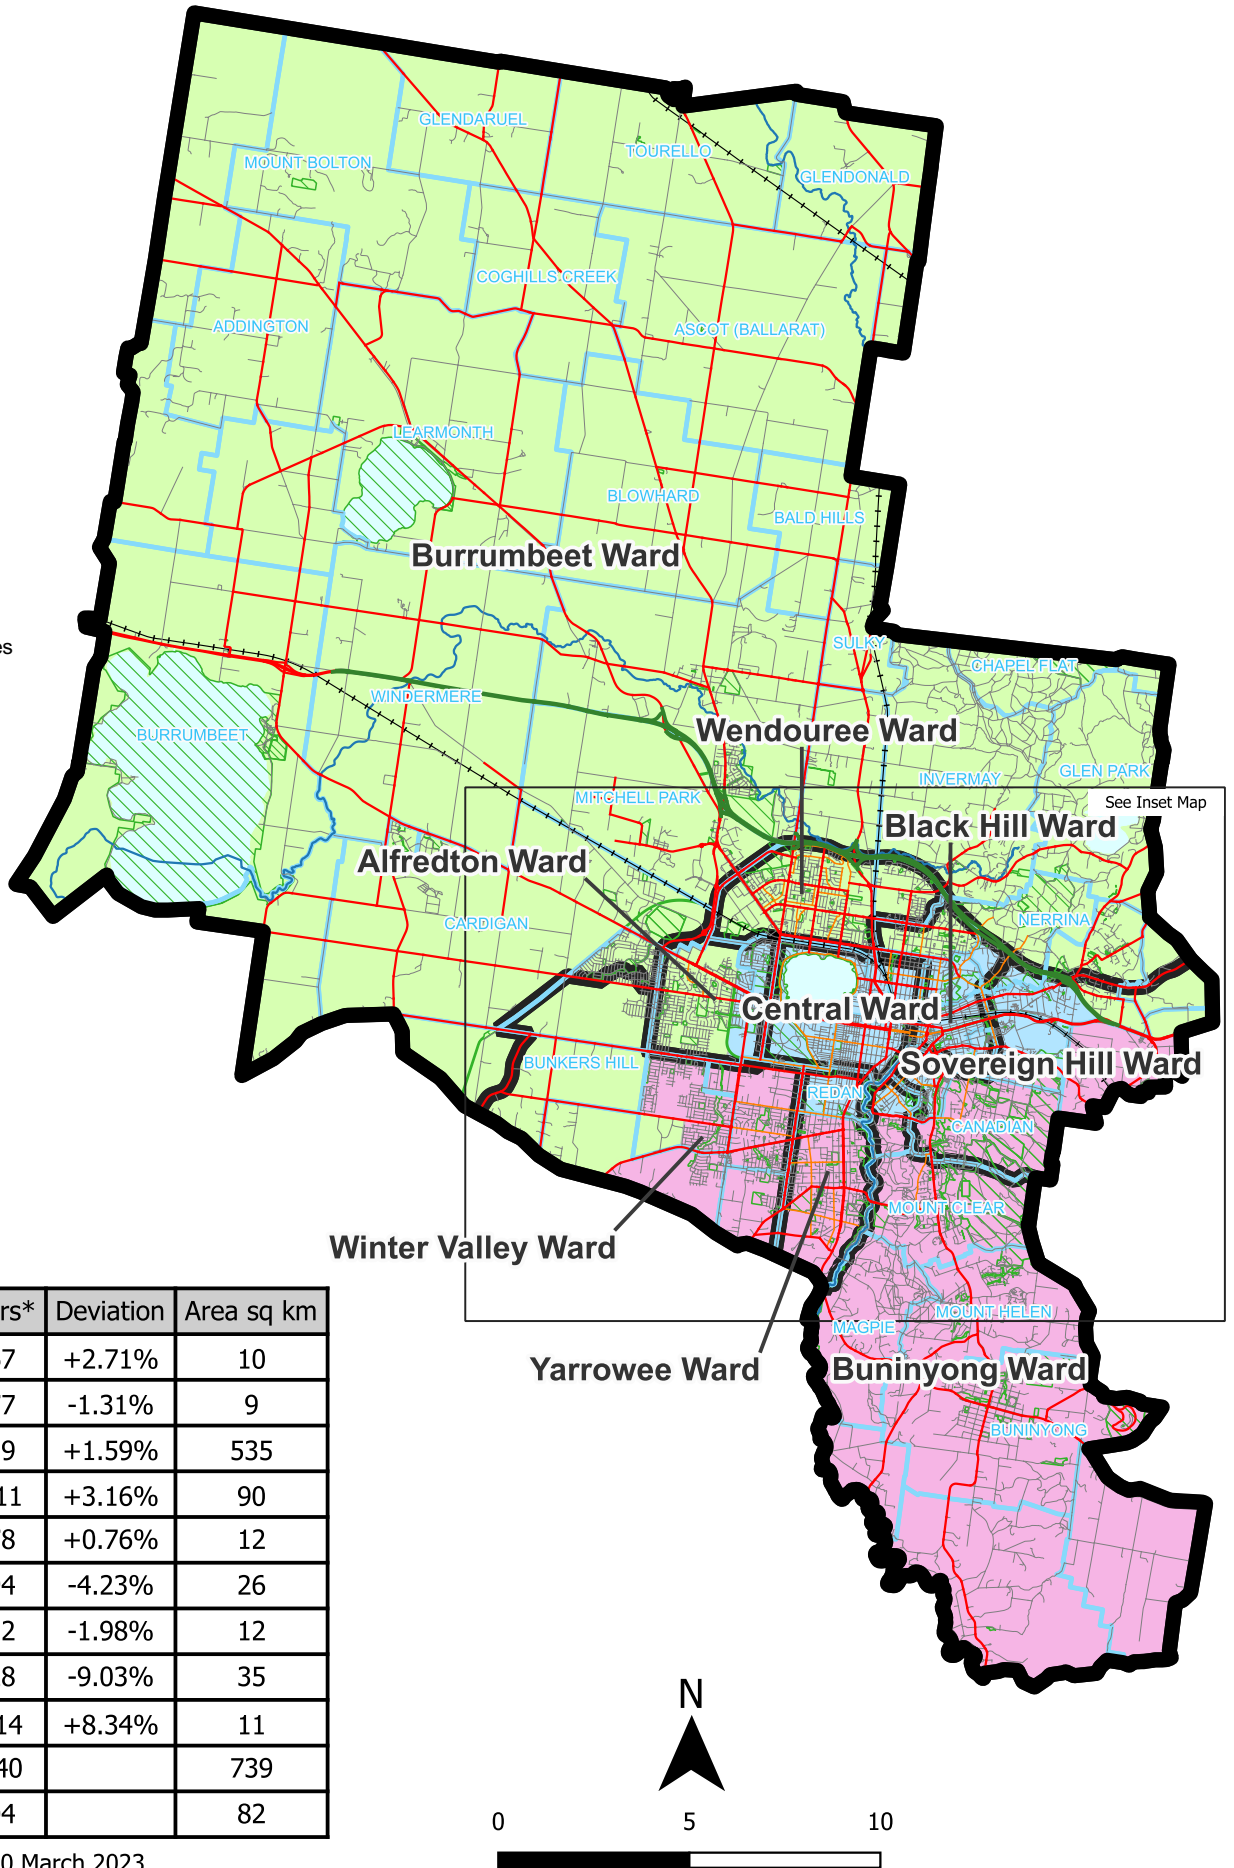 GLENDARUEL
TOURELLO
MOUNT BOLTON
GLENDONALD
COGHILLS CREEK
ADDINGTON
ASCOT (BALLARAT)
LEARMONTH
BLOWHARD
BALD HILLS
Burrumbeet Ward
SULKY
es
CHAPEL FLAT
WINDERMERE
BURRUMBEET
Wendouree Ward
GLEN PARK
INVERMAY
MITCHELL PARK
See Inset Map
Black Hill Ward
Alfredton Ward
NERRINA
CARDIGAN
Central Ward
BUNKERS HILL
Sovereign Hill Ward
REDAN
CANADIAN
MOUNT CLEAR
Winter Valley Ward
MOUNT HELEN
MAGPIE
Yarrowee Ward
Buninyong Ward
BUNINYONG
rs* Deviation Area sq km
57 +2.71% 10
77 -1.31% 9
9 +1.59% 535
11 +3.16% 90
78 +0.76% 12
4 -4.23% 26
2 -1.98% 12
8 -9.03% 35
14 +8.34% 11
40 739
4 82
0 March 2023
N
0 5 10